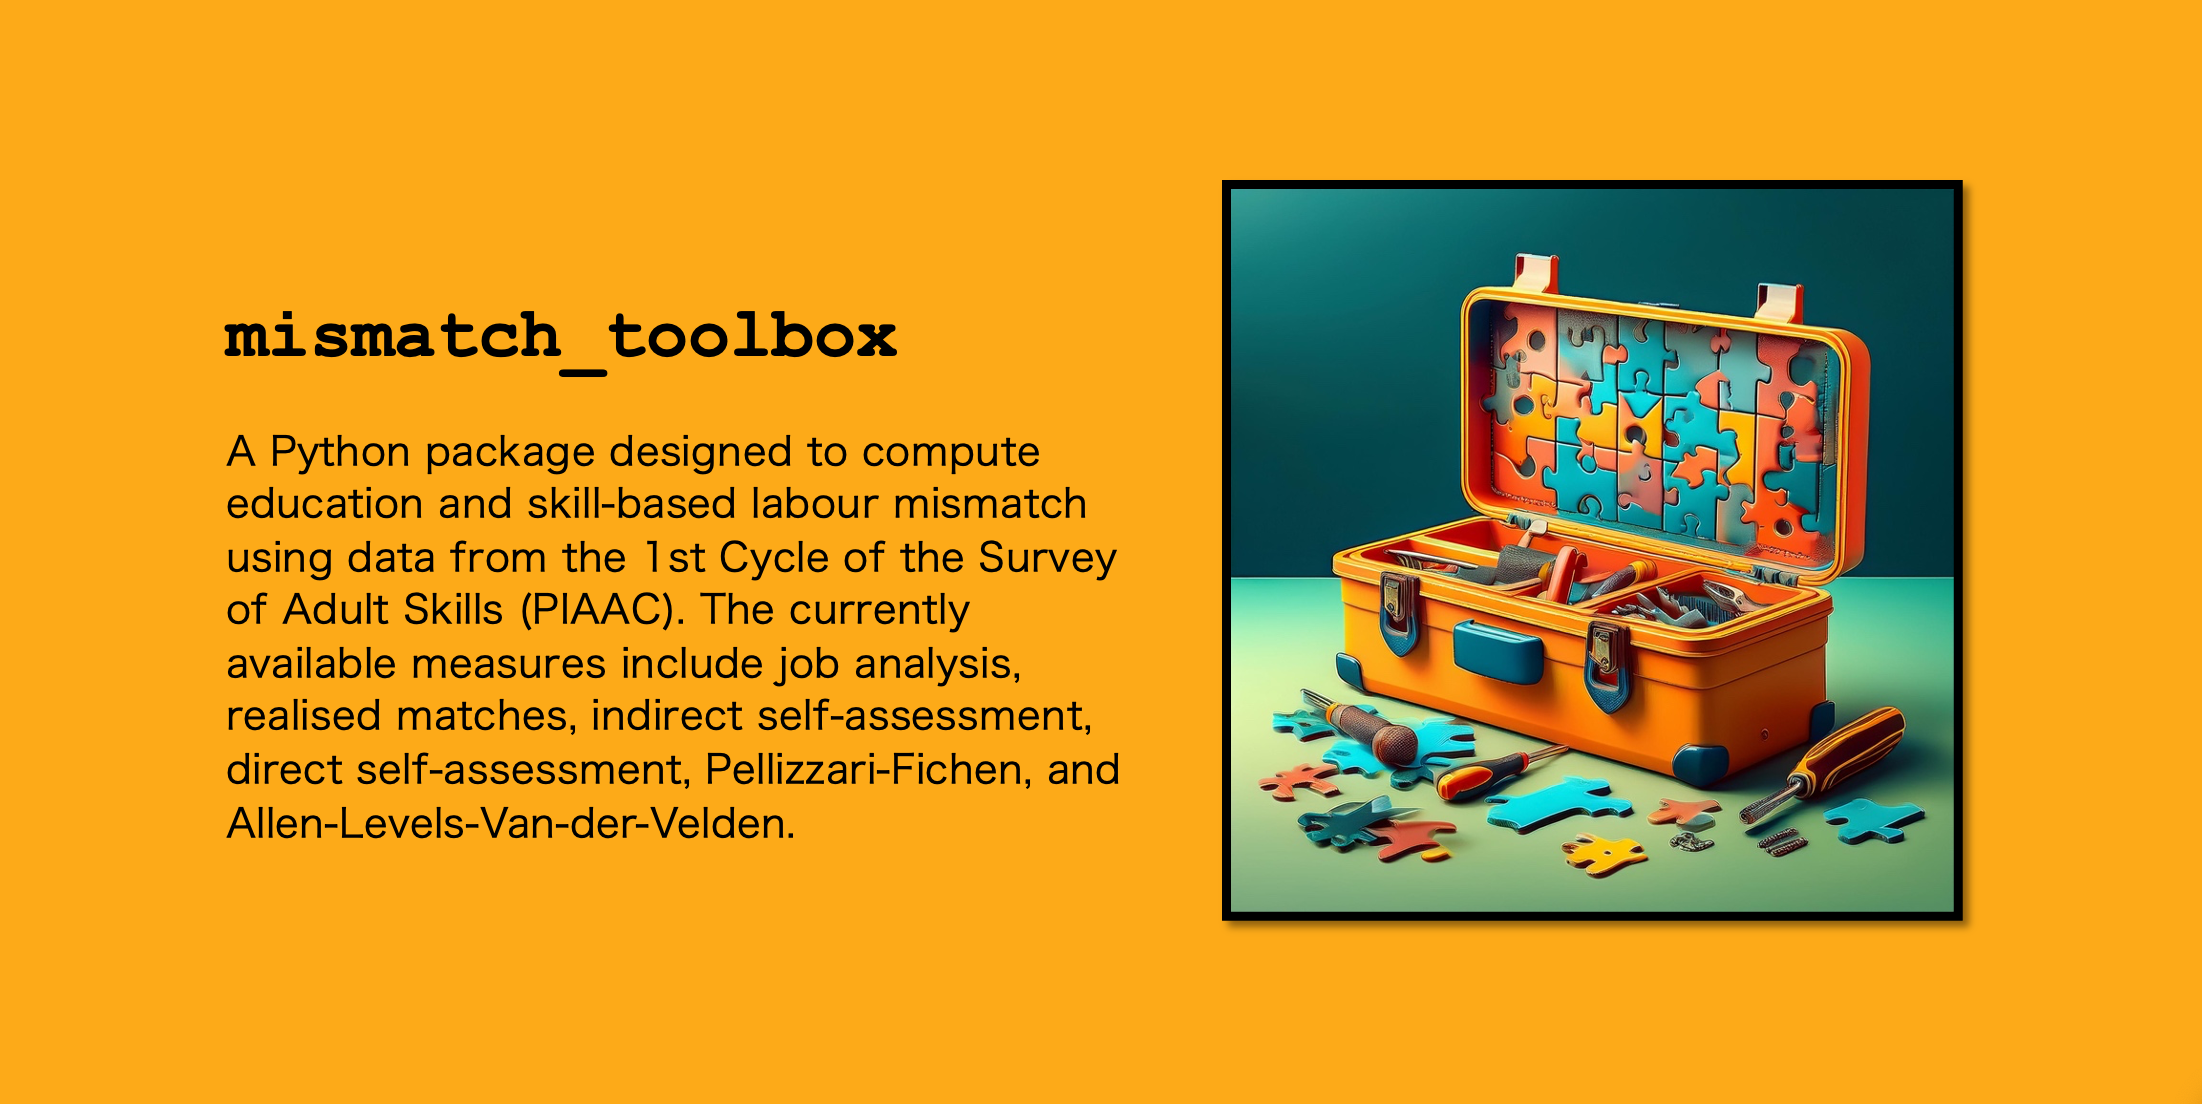 mismatch_toolbox
A Python package designed to compute
education and skill-based labour mismatch
using data from the 1st Cycle of the Survey
of Adult Skills (PIAAC). The currently
available measures include job analysis,
realised matches, indirect self-assessment,
direct self-assessment, Pellizzari-Fichen, and
Allen-Levels-Van-der-Velden.